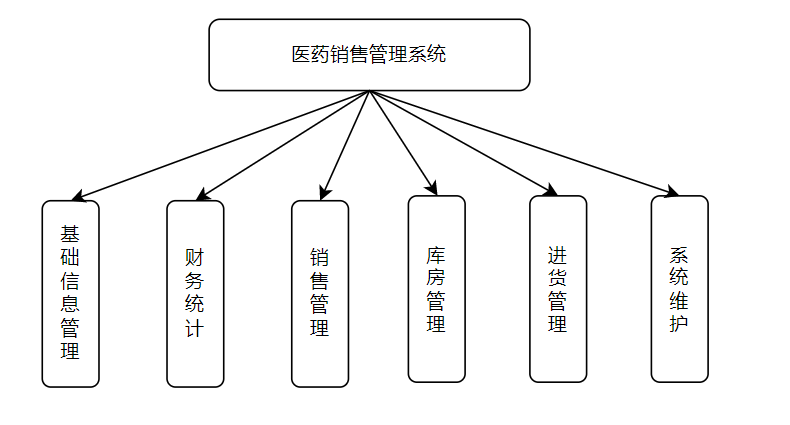 医药销售管理系统
基础信息管理
财务统计
销售管理
库房管理
进货管理
系统维护